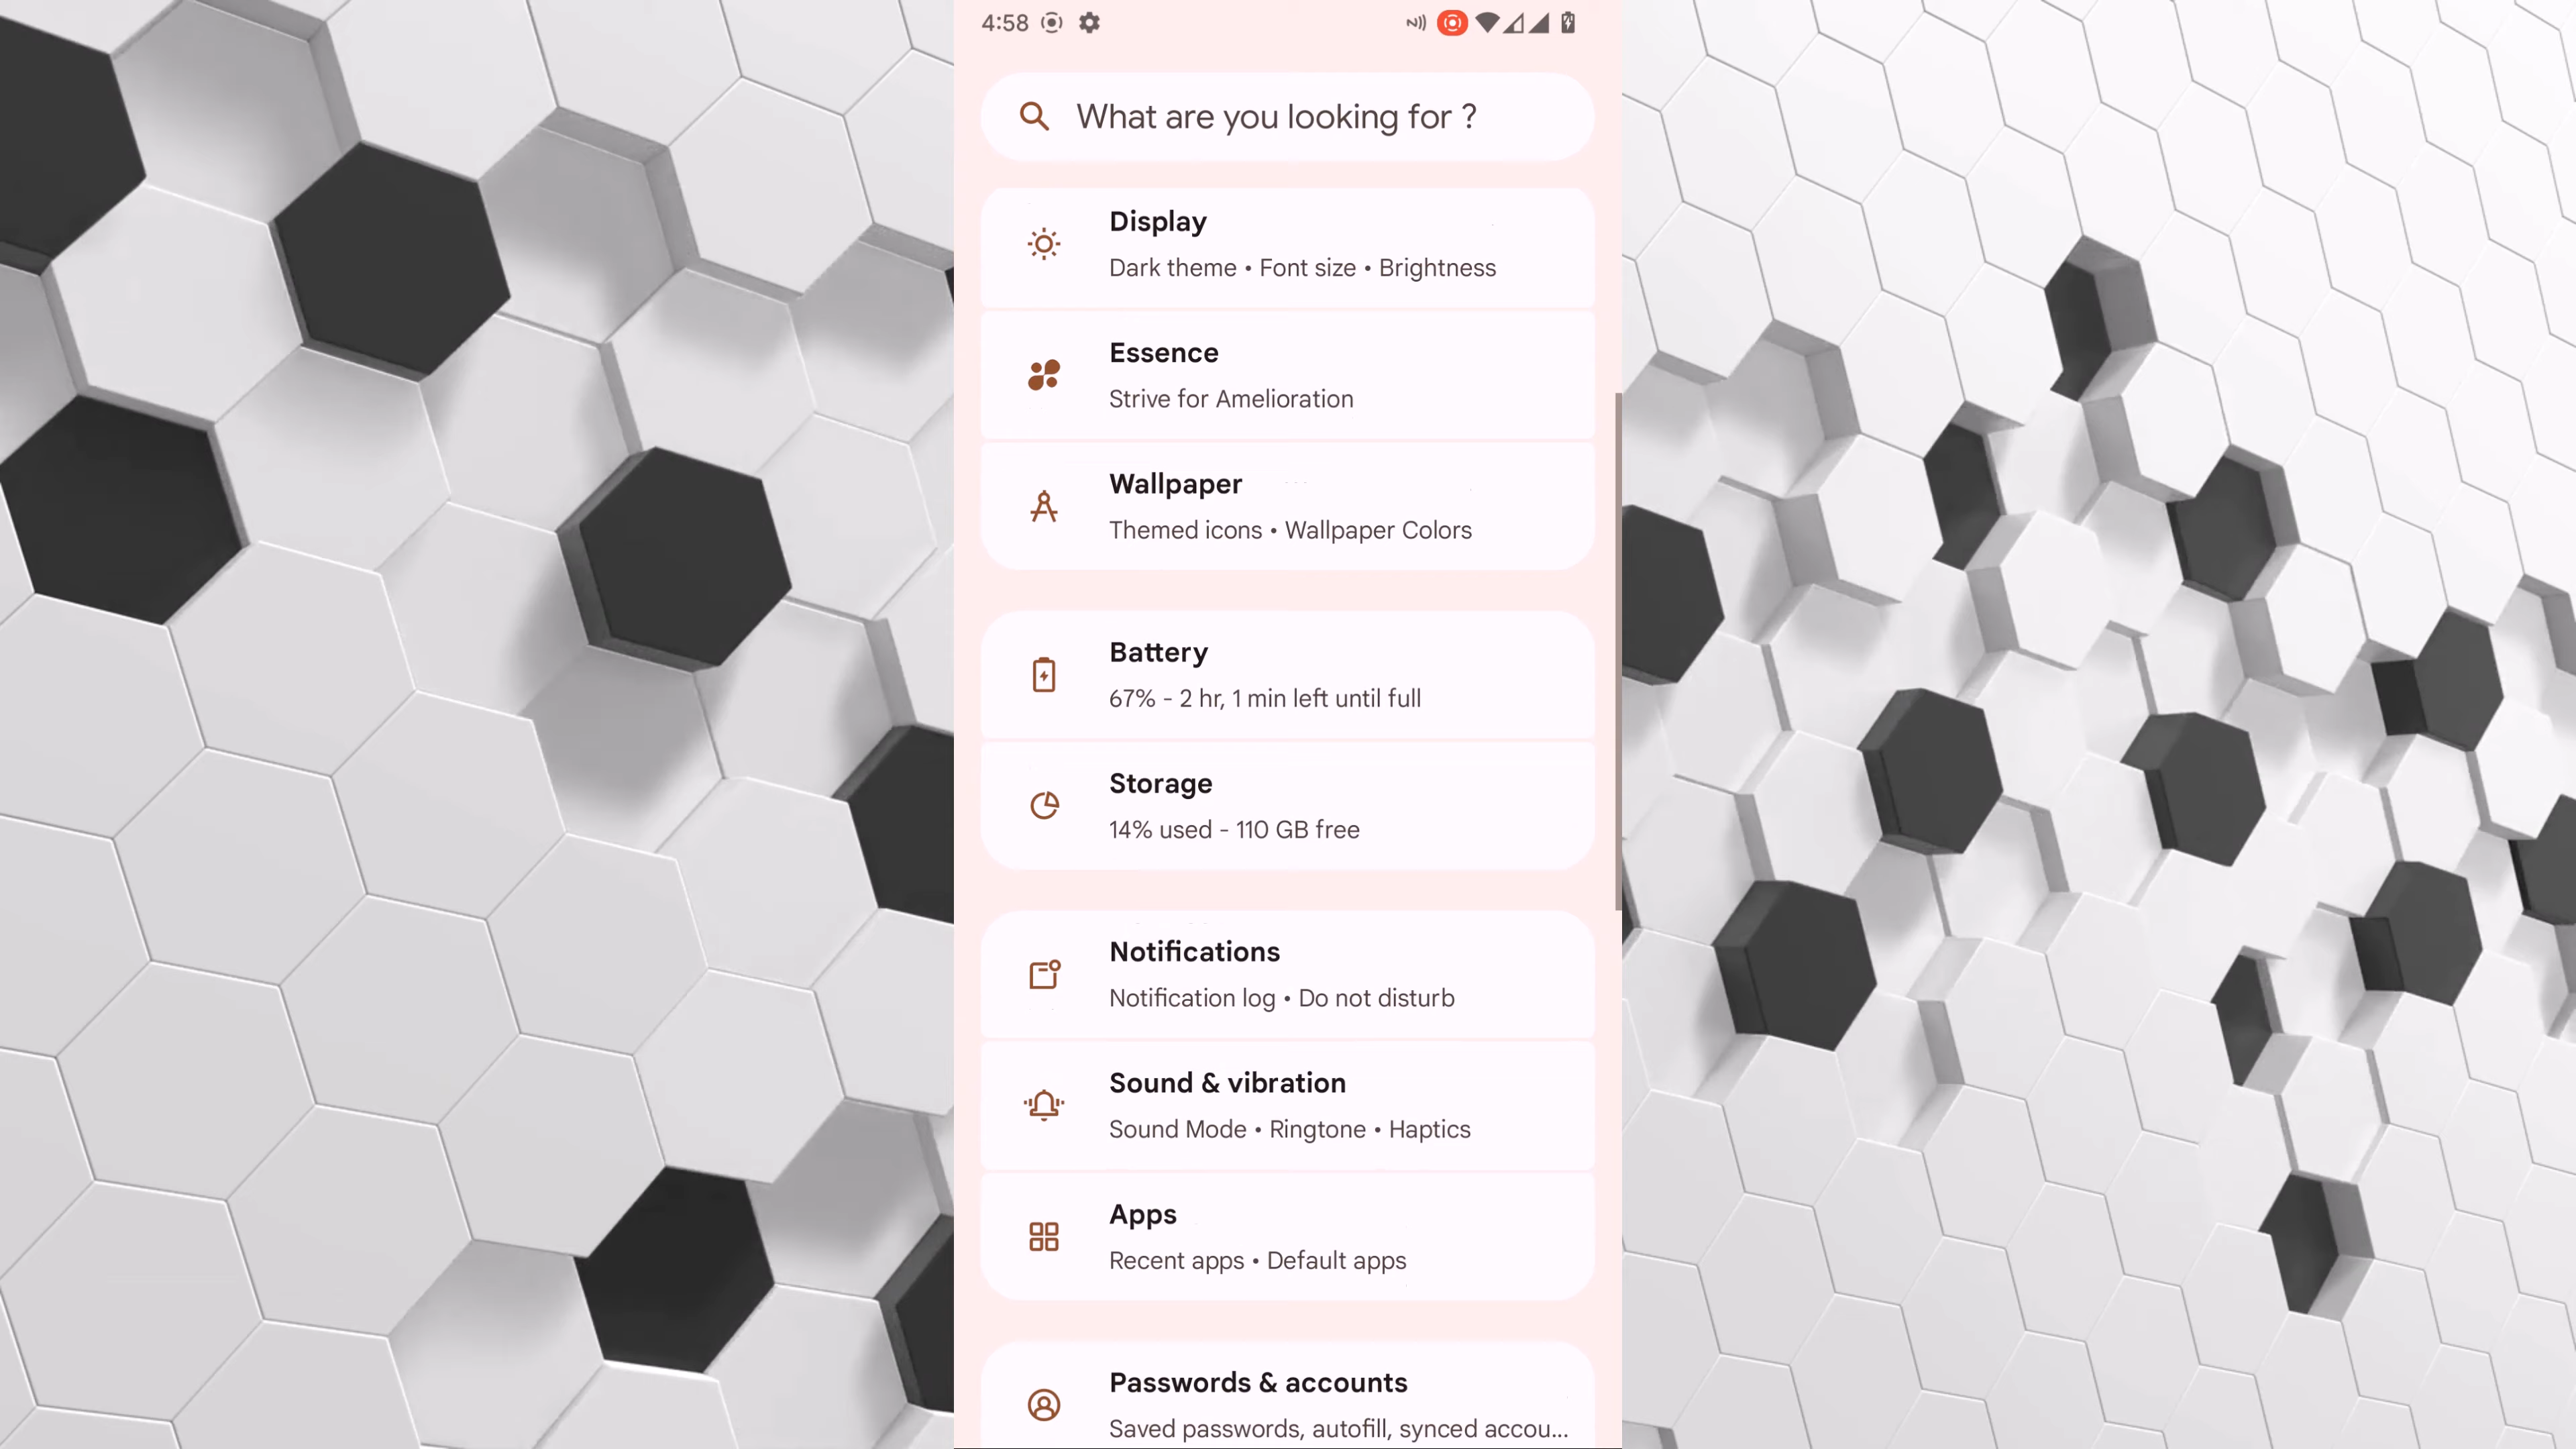 4:58
What are you looking for ?
Display
Dark theme • Font size • Brightness
Essence
Strive for Amelioration
Wallpaper
Themed icons • Wallpaper Colors
Battery
67% - 2 hr, 1 min left until full
Storage
14% used - 110 GB free
Notifications
Notification log • Do not disturb
Sound & vibration
Sound Mode • Ringtone • Haptics
Apps
Recent apps • Default apps
Passwords & accounts
Saved passwords, autofill, synced accou...